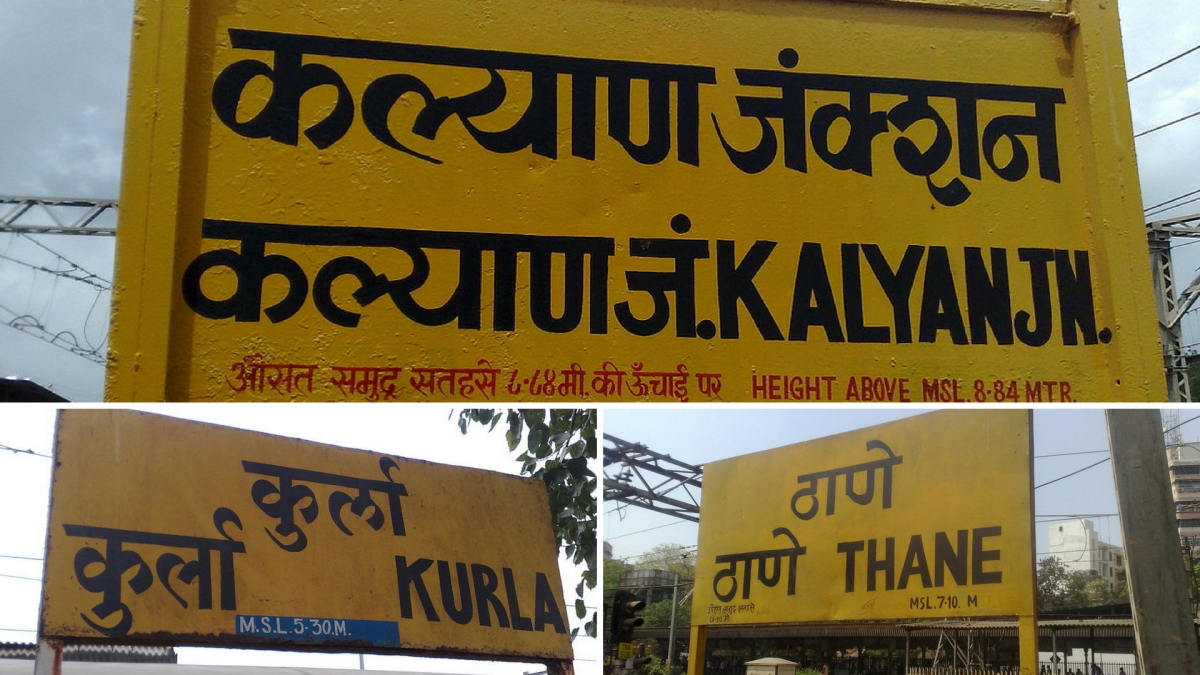 कल्याण जंक्शन
कल्याण जं. KALYAN JN.
औसत समुद्र सतहसे ८·८४ मी. की ऊँचाई पर HEIGHT ABOVE MSL. 8·84 MTR.
कुर्ला
कुर्ला KURLA
M.S.L. 5·30.M.
ठाणे
ठाणे THANE
MSL.7·10. M